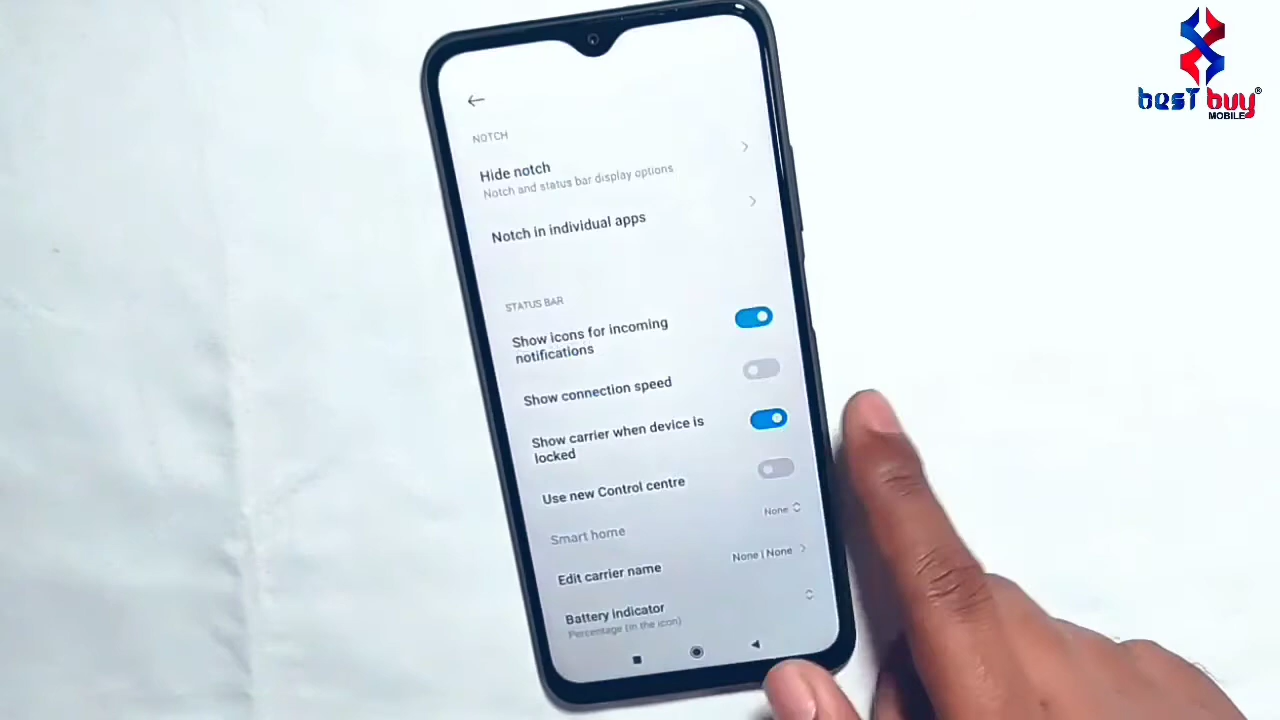 besT buy®
MOBILE
NOTCH
Hide notch
Notch and status bar display options
Notch in individual apps
STATUS BAR
Show icons for incoming
notifications
Show connection speed
Show carrier when device is
locked
Use new Control centre
Smart home
None
Edit carrier name
None | None
Battery indicator
Percentage (in the icon)